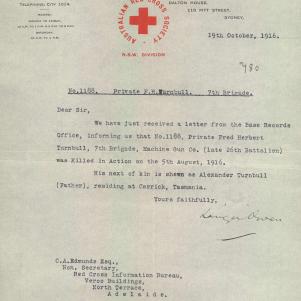 TELEPHONE: CITY 1024
DALTON HOUSE,
115 PITT STREET,
SYDNEY.
AUSTRALIAN RED CROSS SOCIETY
N.S.W. DIVISION
19th October, 1916.
No.1188. Private F.H.Turnbull. 7th Brigade.
Dear Sir,
We have just received a letter from the Base Records
Office, informing us that No.1188, Private Fred Herbert
Turnbull, 7th Brigade, Machine Gun Co. (late 26th Battalion)
was Killed in Action on the 5th August, 1916.
His next of kin is shown as Alexander Turnbull
(Father), residing at Carrick, Tasmania.
Yours faithfully,
Langer Owen
C.A.Edmunds Esq.,
Hon. Secretary,
Red Cross Information Bureau,
Verco Buildings,
North Terrace,
Adelaide.